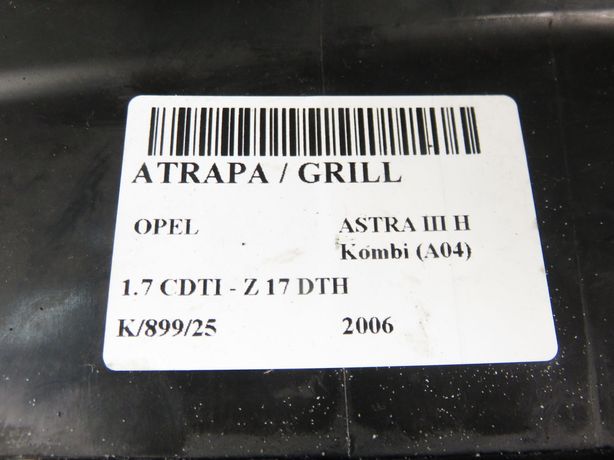 ATRAPA / GRILL
OPEL ASTRA III H
Kombi (A04)
1.7 CDTI - Z 17 DTH
K/899/25 2006